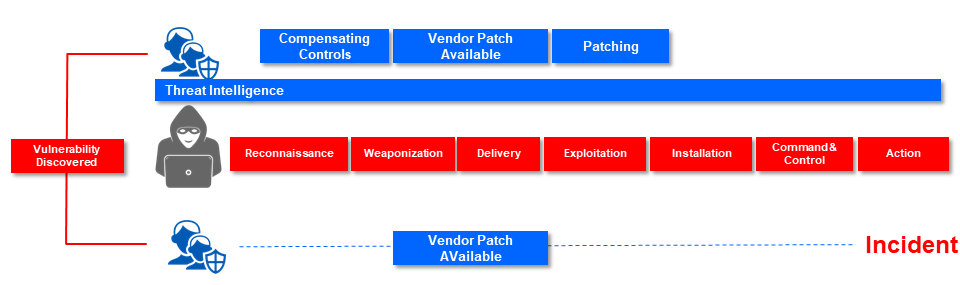 Compensating
Controls
Vendor Patch
Available
Patching
Threat Intelligence
Vulnerability
Discovered
Reconnaissance
Weaponization
Delivery
Exploitation
Installation
Command &
Control
Action
Vendor Patch
AVailable
Incident